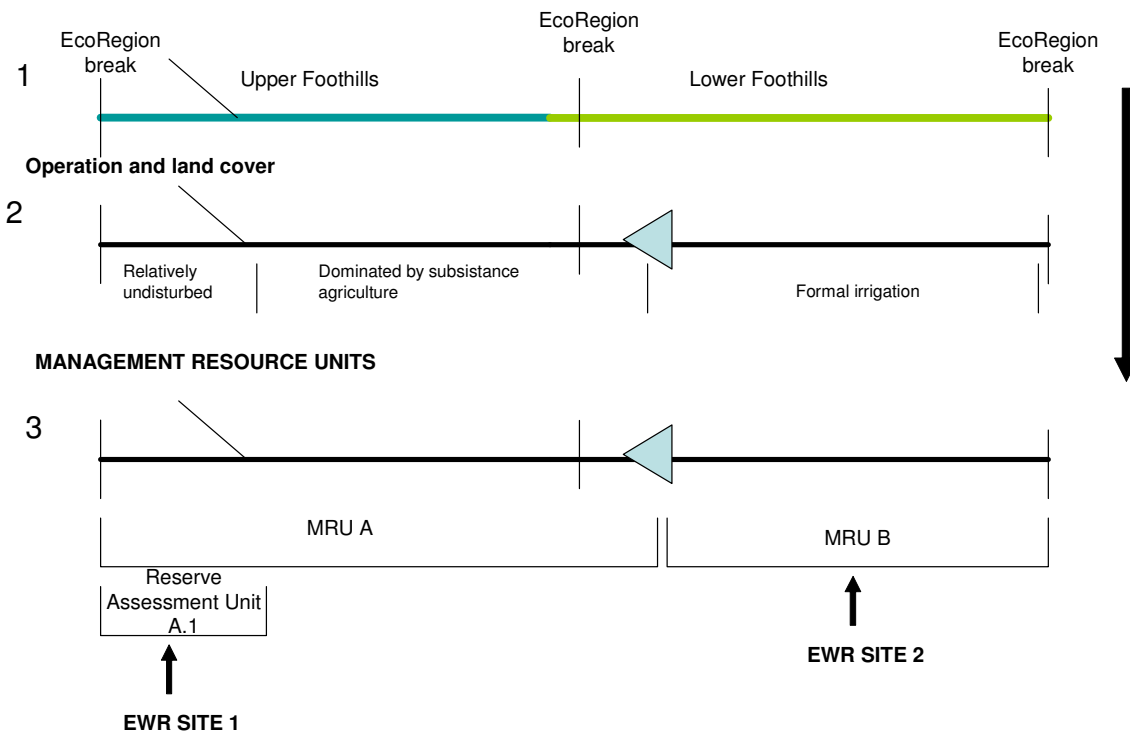 EcoRegion
break
EcoRegion
break
EcoRegion
break
1
Upper Foothills
Lower Foothills
Operation and land cover
2
Relatively
undisturbed
Dominated by subsistance
agriculture
Formal irrigation
MANAGEMENT RESOURCE UNITS
3
MRU A
MRU B
Reserve
Assessment Unit
A.1
EWR SITE 2
EWR SITE 1